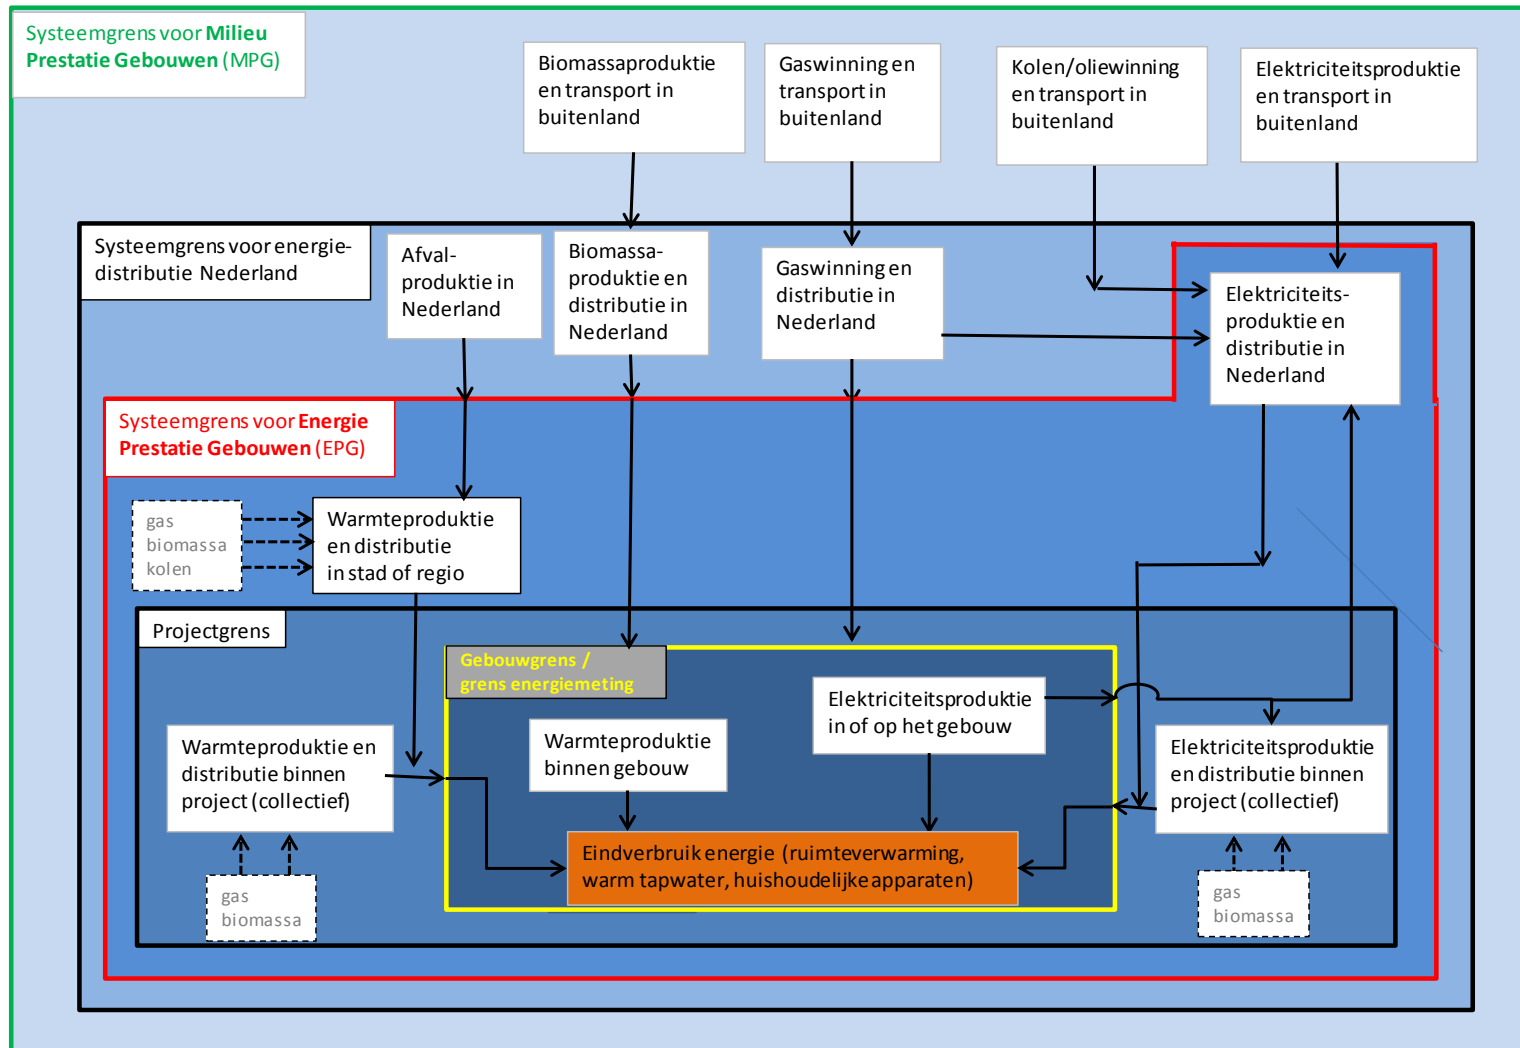 Systeemgrens voor Milieu
Prestatie Gebouwen (MPG)
Biomassaproduktie
en transport in
buitenland
Gaswinning en
transport in
buitenland
Kolen/oliewinning
en transport in
buitenland
Elektriciteitsproduktie
en transport in
buitenland
Systeemgrens voor energie-
distributie Nederland
Afval-
produktie in
Nederland
Biomassa-
produktie en
distributie in
Nederland
Gaswinning en
distributie in
Nederland
Elektriciteits-
produktie en
distributie in
Nederland
Systeemgrens voor Energie
Prestatie Gebouwen (EPG)
gas
biomassa
kolen
Warmteproduktie
en distributie
in stad of regio
Projectgrens
Gebouwgrens /
grens energiemeting
Elektriciteitsproduktie
in of op het gebouw
Warmteproduktie
binnen gebouw
Warmteproduktie en
distributie binnen
project (collectief)
Elektriciteitsproduktie
en distributie binnen
project (collectief)
Eindverbruik energie (ruimteverwarming,
warm tapwater, huishoudelijke apparaten)
gas
biomassa
gas
biomassa